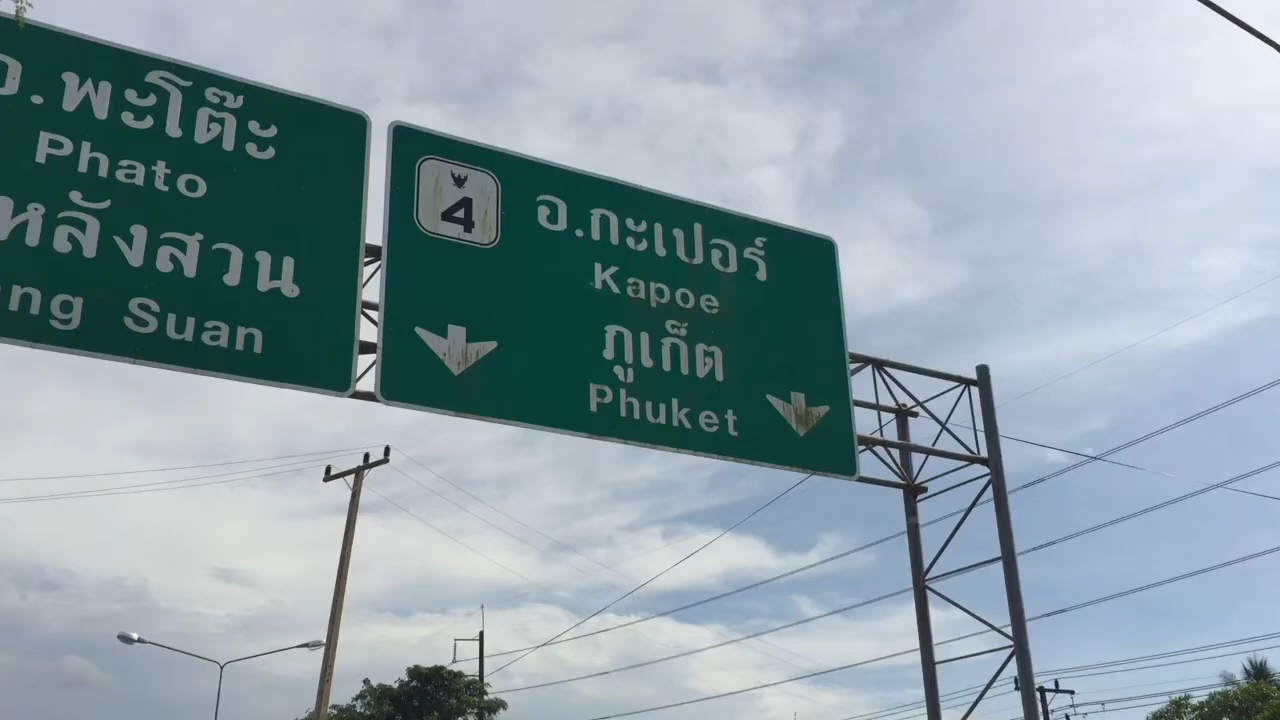 อ.พะโต๊ะ
Phato
หลังสวน
ng Suan
4
อ.กะเปอร์
Kapoe
ภูเก็ต
Phuket